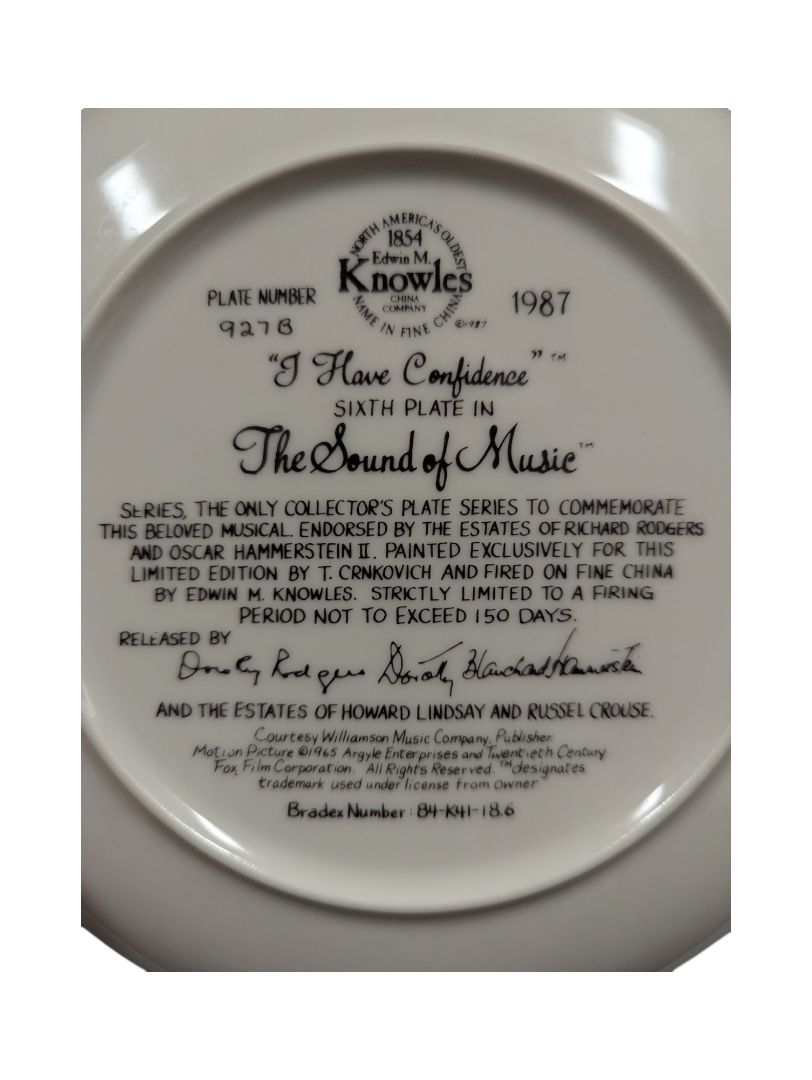 NORTH AMERICA'S OLDEST
1854
Edwin M.
Knowles
CHINA
COMPANY
NAME IN FINE CHINA
©1987
PLATE NUMBER
927B
1987
"I Have Confidence"™
SIXTH PLATE IN
The Sound of Music™
SERIES, THE ONLY COLLECTOR'S PLATE SERIES TO COMMEMORATE
THIS BELOVED MUSICAL. ENDORSED BY THE ESTATES OF RICHARD RODGERS
AND OSCAR HAMMERSTEIN II. PAINTED EXCLUSIVELY FOR THIS
LIMITED EDITION BY T. CRNKOVICH AND FIRED ON FINE CHINA
BY EDWIN M. KNOWLES. STRICTLY LIMITED TO A FIRING
PERIOD NOT TO EXCEED 150 DAYS.
RELEASED BY
Dorothy Rodgers Dorothy Blanchard Hammerstein
AND THE ESTATES OF HOWARD LINDSAY AND RUSSEL CROUSE.
Courtesy Williamson Music Company, Publisher.
Motion Picture ©1965 Argyle Enterprises and Twentieth Century
Fox Film Corporation. All Rights Reserved. ™designates
trademark used under license from owner.
Bradex Number: 84-K41-18.6